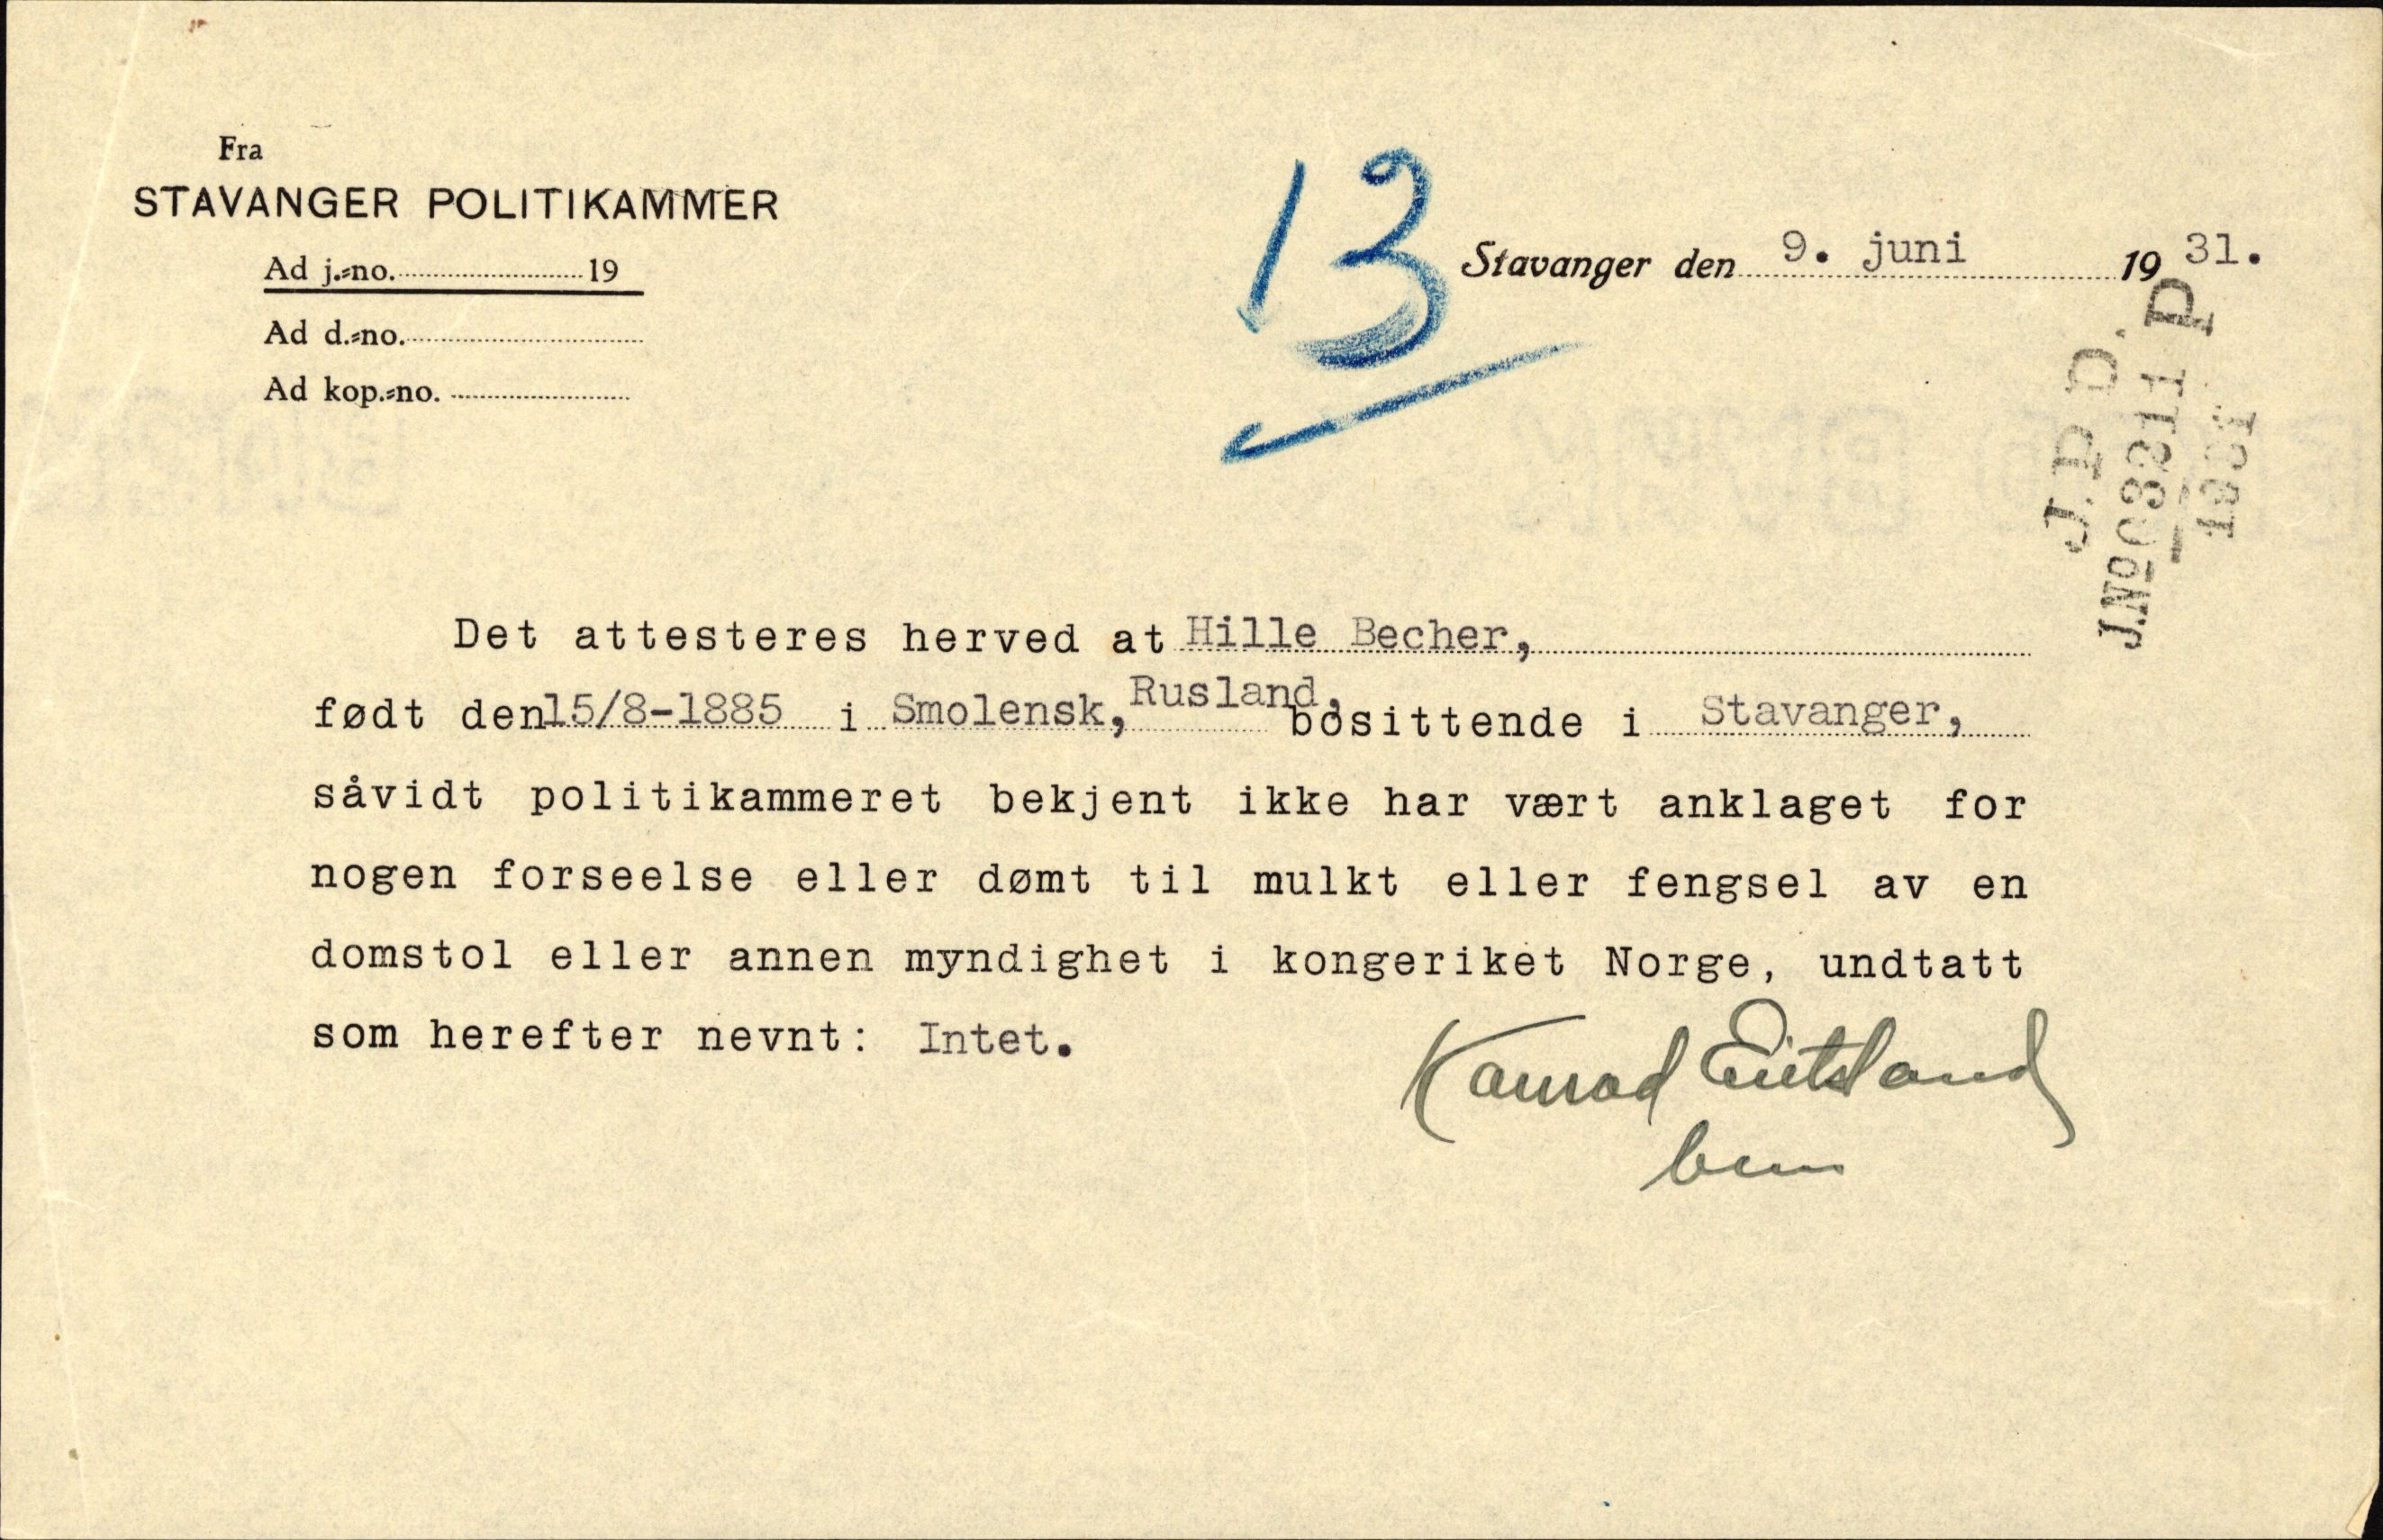 Fra
STAVANGER POLITIKAMMER
Ad j.=no. 19
Ad d.=no.
Ad kop.=no.
13
Stavanger den 9. juni 1931.
J. D. D.
J.No 03211 P
1931
Det attesteres herved at Hille Becher,
født den 15/8-1885 i Smolensk, Rusland, bosittende i Stavanger,
såvidt politikammeret bekjent ikke har vært anklaget for
nogen forseelse eller dømt til mulkt eller fengsel av en
domstol eller annen myndighet i kongeriket Norge, undtatt
som herefter nevnt: Intet.